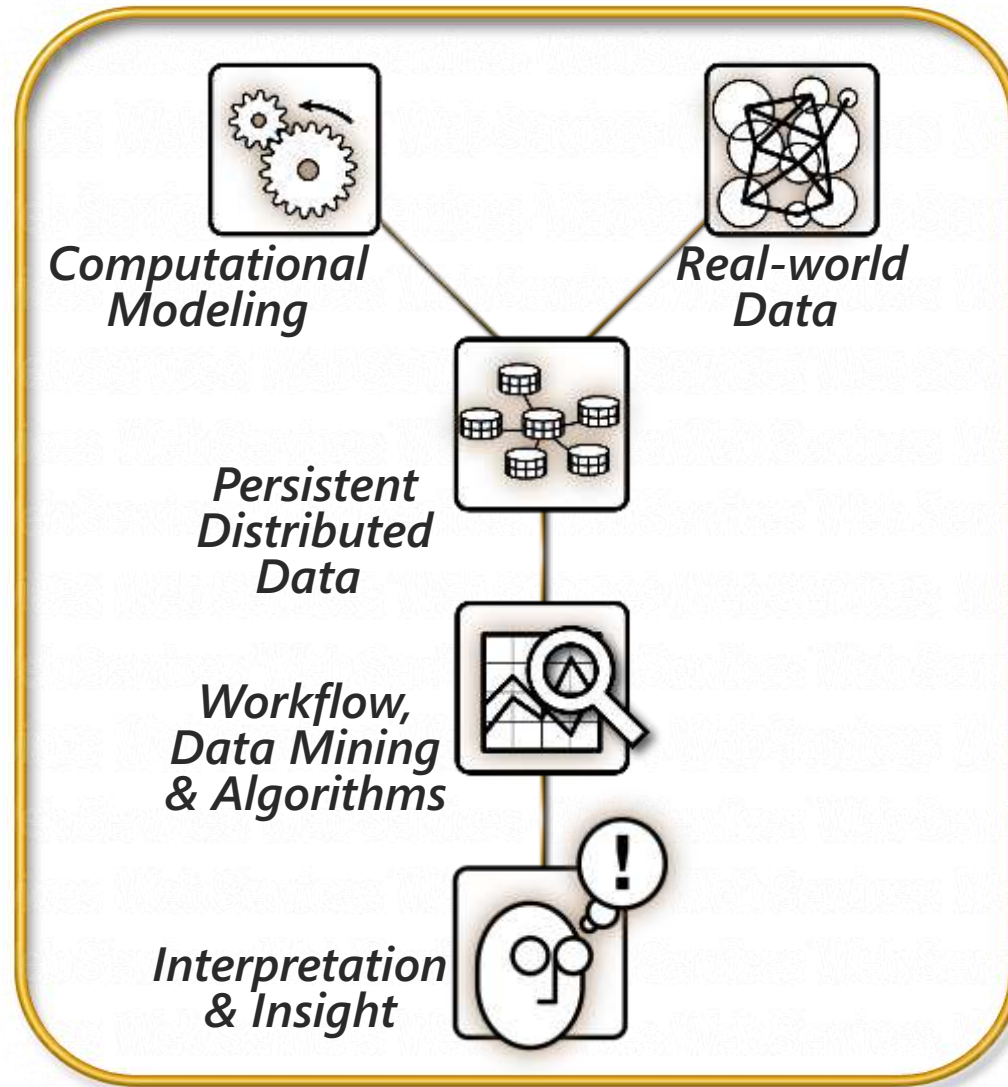 Computational
Modeling
Real-world
Data
Persistent
Distributed
Data
Workflow,
Data Mining
& Algorithms
!
Interpretation
& Insight